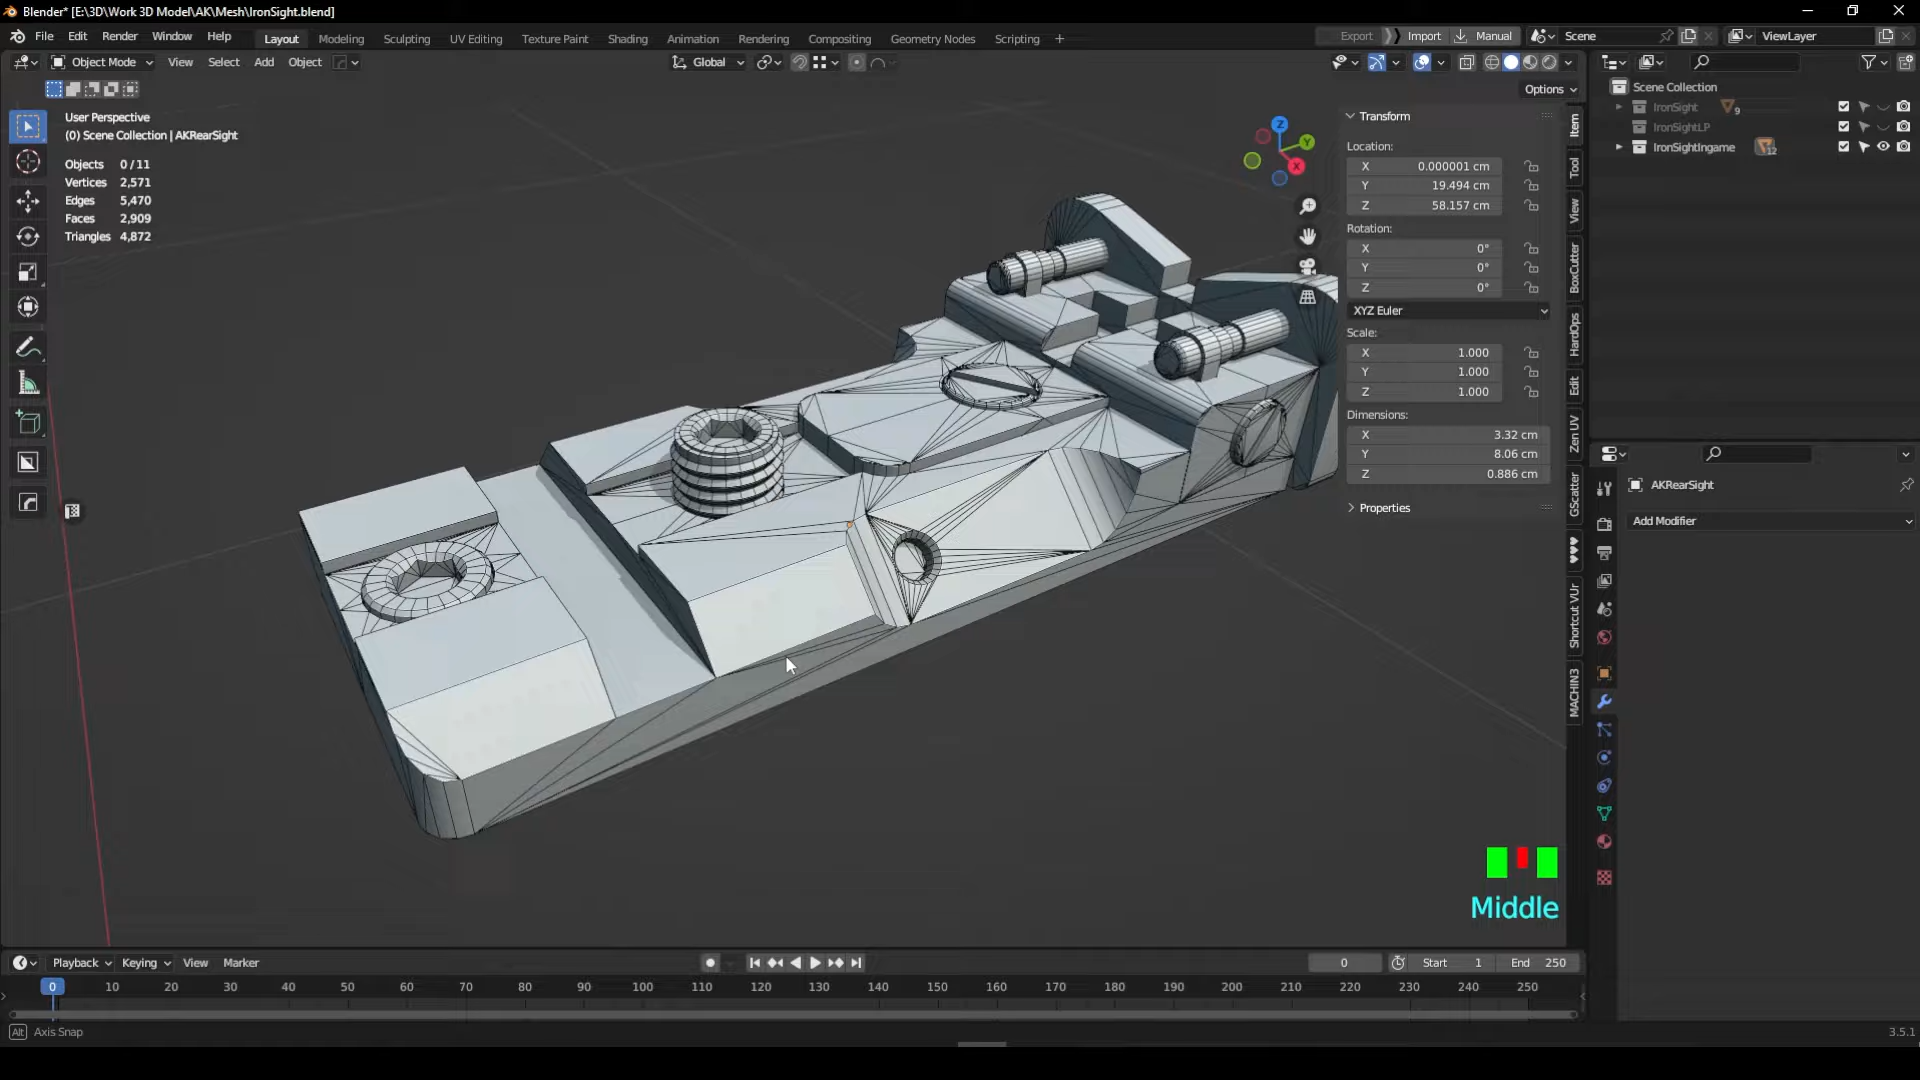 Blender* [E:\3D\Work 3D Model\AK\Mesh\IronSight.blend]
File Edit Render Window Help Layout Modeling Sculpting UV Editing Texture Paint Shading Animation Rendering Compositing Geometry Nodes Scripting + Export Import Manual Scene ViewLayer
Object Mode View Select Add Object Global
Options
User Perspective
(0) Scene Collection | AKRearSight
Objects 0/11
Vertices 2,571
Edges 5,470
Faces 2,909
Triangles 4,872
Z
Y
X
Transform
Location:
X 0.000001 cm
Y 19.494 cm
Z 58.157 cm
Rotation:
X 0°
Y 0°
Z 0°
XYZ Euler
Scale:
X 1.000
Y 1.000
Z 1.000
Dimensions:
X 3.32 cm
Y 8.06 cm
Z 0.886 cm
Properties
Item
Tool
View
BoxCutter
HardOps
Edit
Zen UV
GScatter
♥♥♥
Shortcut VUr
MACHIN3
Scene Collection
IronSight 9
IronSightLP
IronSightIngame 12
AKRearSight
Add Modifier
Middle
Playback Keying View Marker 0 Start 1 End 250
0 10 20 30 40 50 60 70 80 90 100 110 120 130 140 150 160 170 180 190 200 210 220 230 240 250
Alt Axis Snap 3.5.1